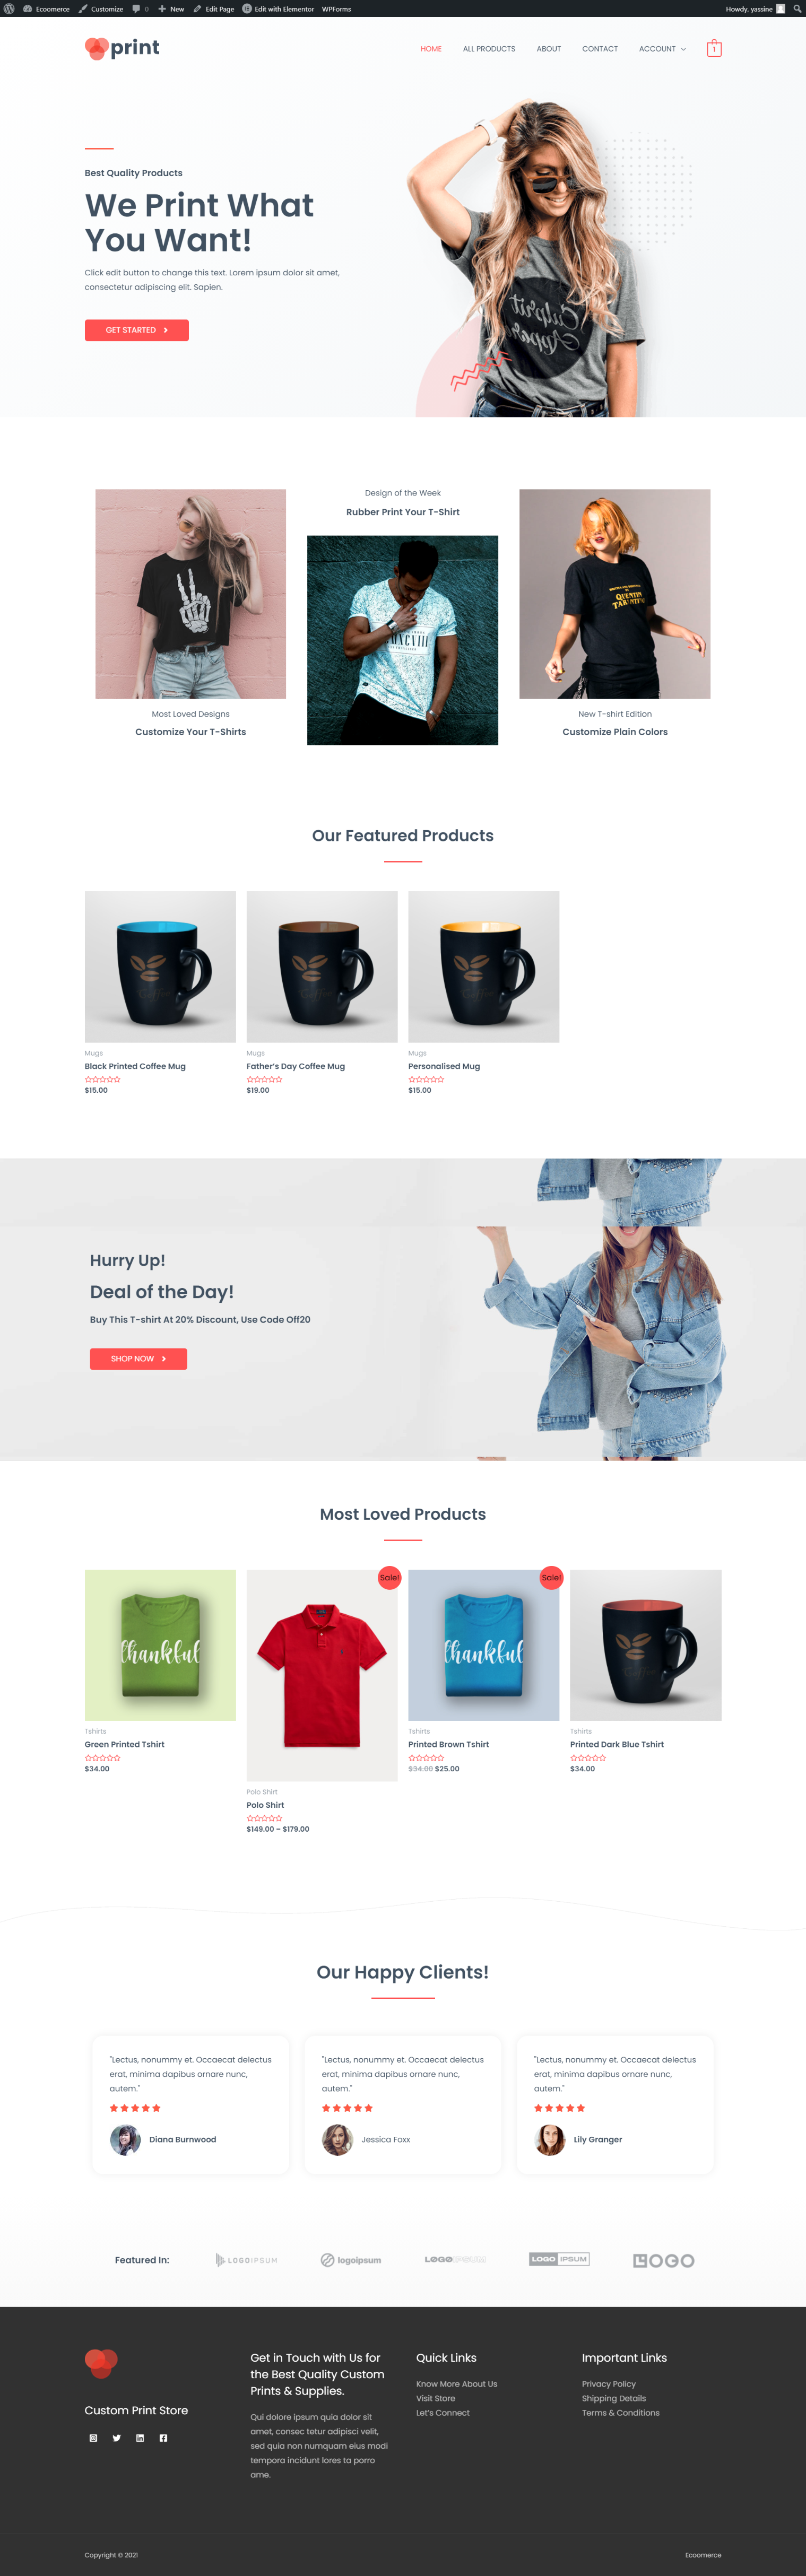 Ecoomerce Customize 0 New Edit Page Edit with Elementor WPForms Howdy, yassine
print
HOME ALL PRODUCTS ABOUT CONTACT ACCOUNT 1
Best Quality Products
We Print What
You Want!
Click edit button to change this text. Lorem ipsum dolor sit amet,
consectetur adipiscing elit. Sapien.
GET STARTED
Design of the Week
Rubber Print Your T-Shirt
QUENTIN
TARANTINO
Most Loved Designs
Customize Your T-Shirts
New T-shirt Edition
Customize Plain Colors
Our Featured Products
Coffee
Coffee
Coffee
Mugs
Black Printed Coffee Mug
$15.00
Mugs
Father's Day Coffee Mug
$19.00
Mugs
Personalised Mug
$15.00
Hurry Up!
Deal of the Day!
Buy This T-shirt At 20% Discount, Use Code Off20
SHOP NOW
Most Loved Products
thankful
Tshirts
Green Printed Tshirt
$34.00
Sale!
Polo Shirt
Polo Shirt
$149.00 – $179.00
Sale!
thankful
Tshirts
Printed Brown Tshirt
$34.00 $25.00
Coffee
Tshirts
Printed Dark Blue Tshirt
$34.00
Our Happy Clients!
"Lectus, nonummy et. Occaecat delectus
erat, minima dapibus ornare nunc,
autem."
Diana Burnwood
"Lectus, nonummy et. Occaecat delectus
erat, minima dapibus ornare nunc,
autem."
Jessica Foxx
"Lectus, nonummy et. Occaecat delectus
erat, minima dapibus ornare nunc,
autem."
Lily Granger
Featured In: LOGOIPSUM logoipsum LOGOIPSUM LOGO IPSUM LOGO
Custom Print Store
Get in Touch with Us for
the Best Quality Custom
Prints & Supplies.
Qui dolore ipsum quia dolor sit
amet, consec tetur adipisci velit,
sed quia non numquam eius modi
tempora incidunt lores ta porro
ame.
Quick Links
Know More About Us
Visit Store
Let's Connect
Important Links
Privacy Policy
Shipping Details
Terms & Conditions
Copyright © 2021
Ecoomerce